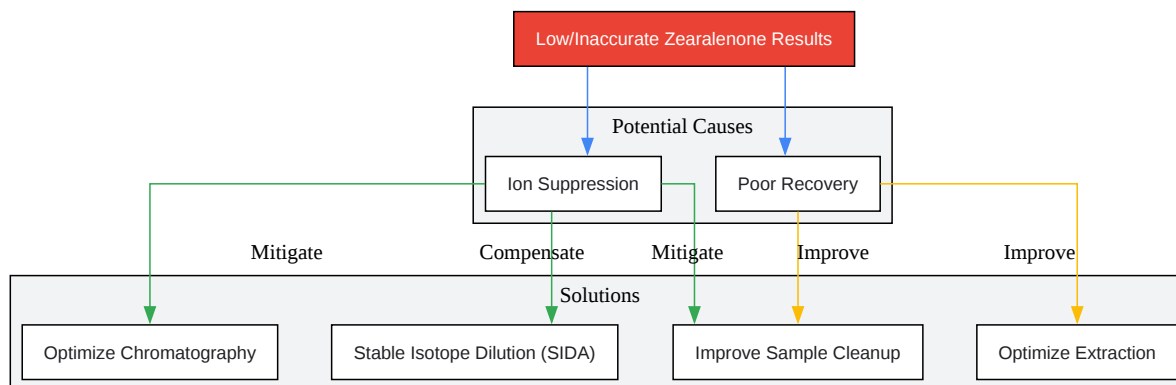 Low/Inaccurate Zearalenone Results
Potential Causes
Ion Suppression
Poor Recovery
Mitigate
Compensate
Mitigate
Improve
Improve
Solutions
Optimize Chromatography
Stable Isotope Dilution (SIDA)
Improve Sample Cleanup
Optimize Extraction